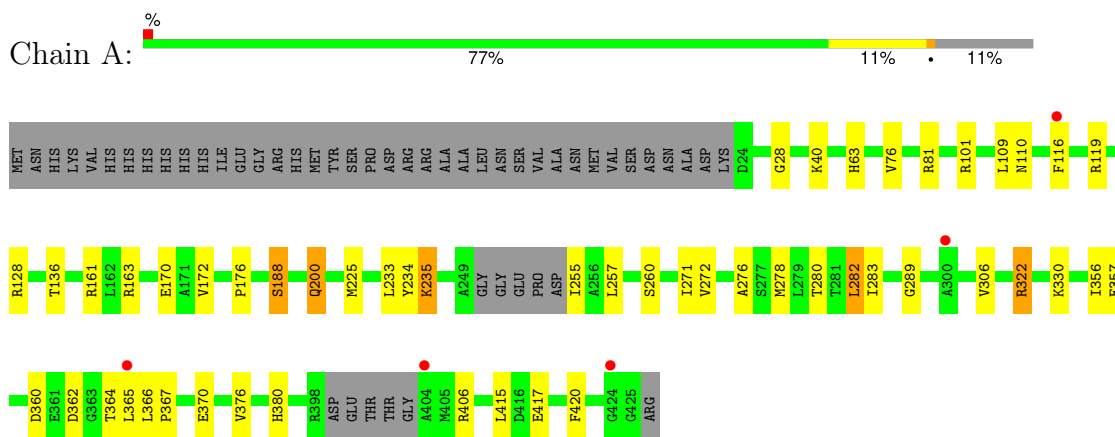 %
Chain A:
77% 11% • 11%
MET ASN HIS LYS VAL HIS HIS HIS HIS HIS HIS ILE GLU GLY ARG HIS MET TYR SER PRO ASP ARG ARG ALA ALA LEU ASN SER VAL ALA ASN MET VAL SER ASP ASN ALA ASP LYS D24 G28 K40 H63 V76 R81 R101 L109 N110 F116 R119
R128 T136 R161 L162 R163 E170 A171 V172 P176 S188 Q200 M225 L233 Y234 K235 A249 GLY GLY GLU PRO ASP I255 A256 L257 S260 I271 V272 A276 S277 M278 L279 T280 T281 L282 I283 G289 A300 V306 R322 K330 I356 E357
D360 E361 D362 G363 T364 L365 L366 P367 E370 V376 H380 R398 ASP GLU THR THR GLY A404 M405 R406 L415 D416 E417 F420 G424 G425 ARG